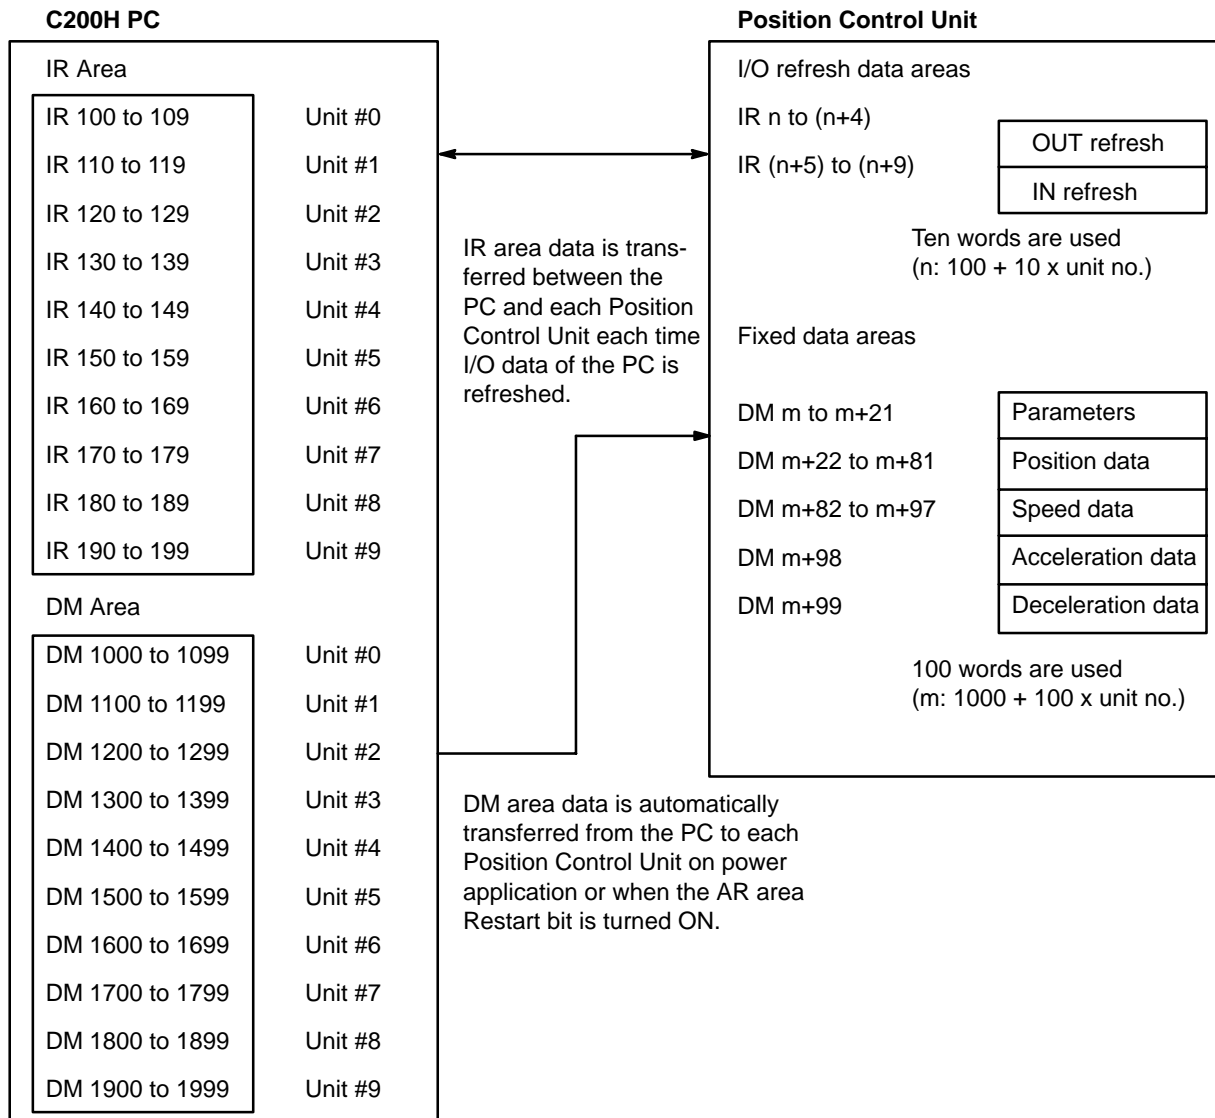 C200H PC
IR Area
IR 100 to 109 Unit #0
IR 110 to 119 Unit #1
IR 120 to 129 Unit #2
IR 130 to 139 Unit #3
IR 140 to 149 Unit #4
IR 150 to 159 Unit #5
IR 160 to 169 Unit #6
IR 170 to 179 Unit #7
IR 180 to 189 Unit #8
IR 190 to 199 Unit #9
DM Area
DM 1000 to 1099 Unit #0
DM 1100 to 1199 Unit #1
DM 1200 to 1299 Unit #2
DM 1300 to 1399 Unit #3
DM 1400 to 1499 Unit #4
DM 1500 to 1599 Unit #5
DM 1600 to 1699 Unit #6
DM 1700 to 1799 Unit #7
DM 1800 to 1899 Unit #8
DM 1900 to 1999 Unit #9
IR area data is trans-
ferred between the
PC and each Position
Control Unit each time
I/O data of the PC is
refreshed.
DM area data is automatically
transferred from the PC to each
Position Control Unit on power
application or when the AR area
Restart bit is turned ON.
Position Control Unit
I/O refresh data areas
IR n to (n+4)
IR (n+5) to (n+9)
OUT refresh
IN refresh
Ten words are used
(n: 100 + 10 x unit no.)
Fixed data areas
DM m to m+21 Parameters
DM m+22 to m+81 Position data
DM m+82 to m+97 Speed data
DM m+98 Acceleration data
DM m+99 Deceleration data
100 words are used
(m: 1000 + 100 x unit no.)